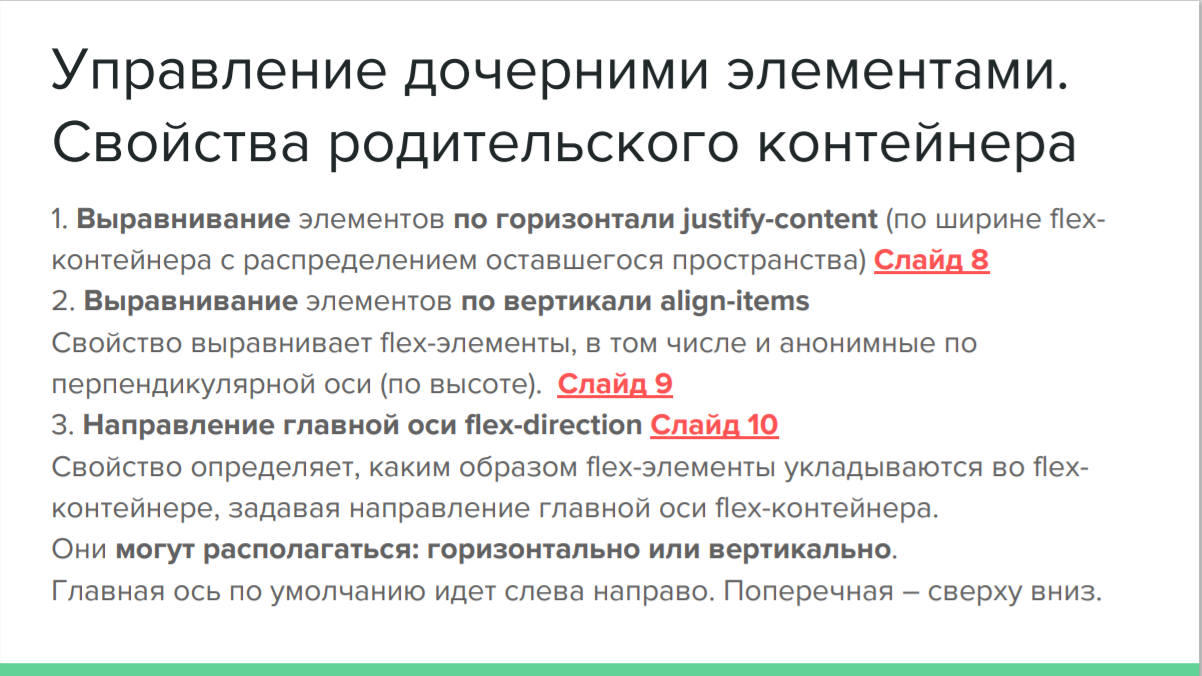 Управление дочерними элементами.
Свойства родительского контейнера
1. Выравнивание элементов по горизонтали justify-content (по ширине flex-
контейнера с распределением оставшегося пространства) Слайд 8
2. Выравнивание элементов по вертикали align-items
Свойство выравнивает flex-элементы, в том числе и анонимные по
перпендикулярной оси (по высоте). Слайд 9
3. Направление главной оси flex-direction Слайд 10
Свойство определяет, каким образом flex-элементы укладываются во flex-
контейнере, задавая направление главной оси flex-контейнера.
Они могут располагаться: горизонтально или вертикально.
Главная ось по умолчанию идет слева направо. Поперечная – сверху вниз.